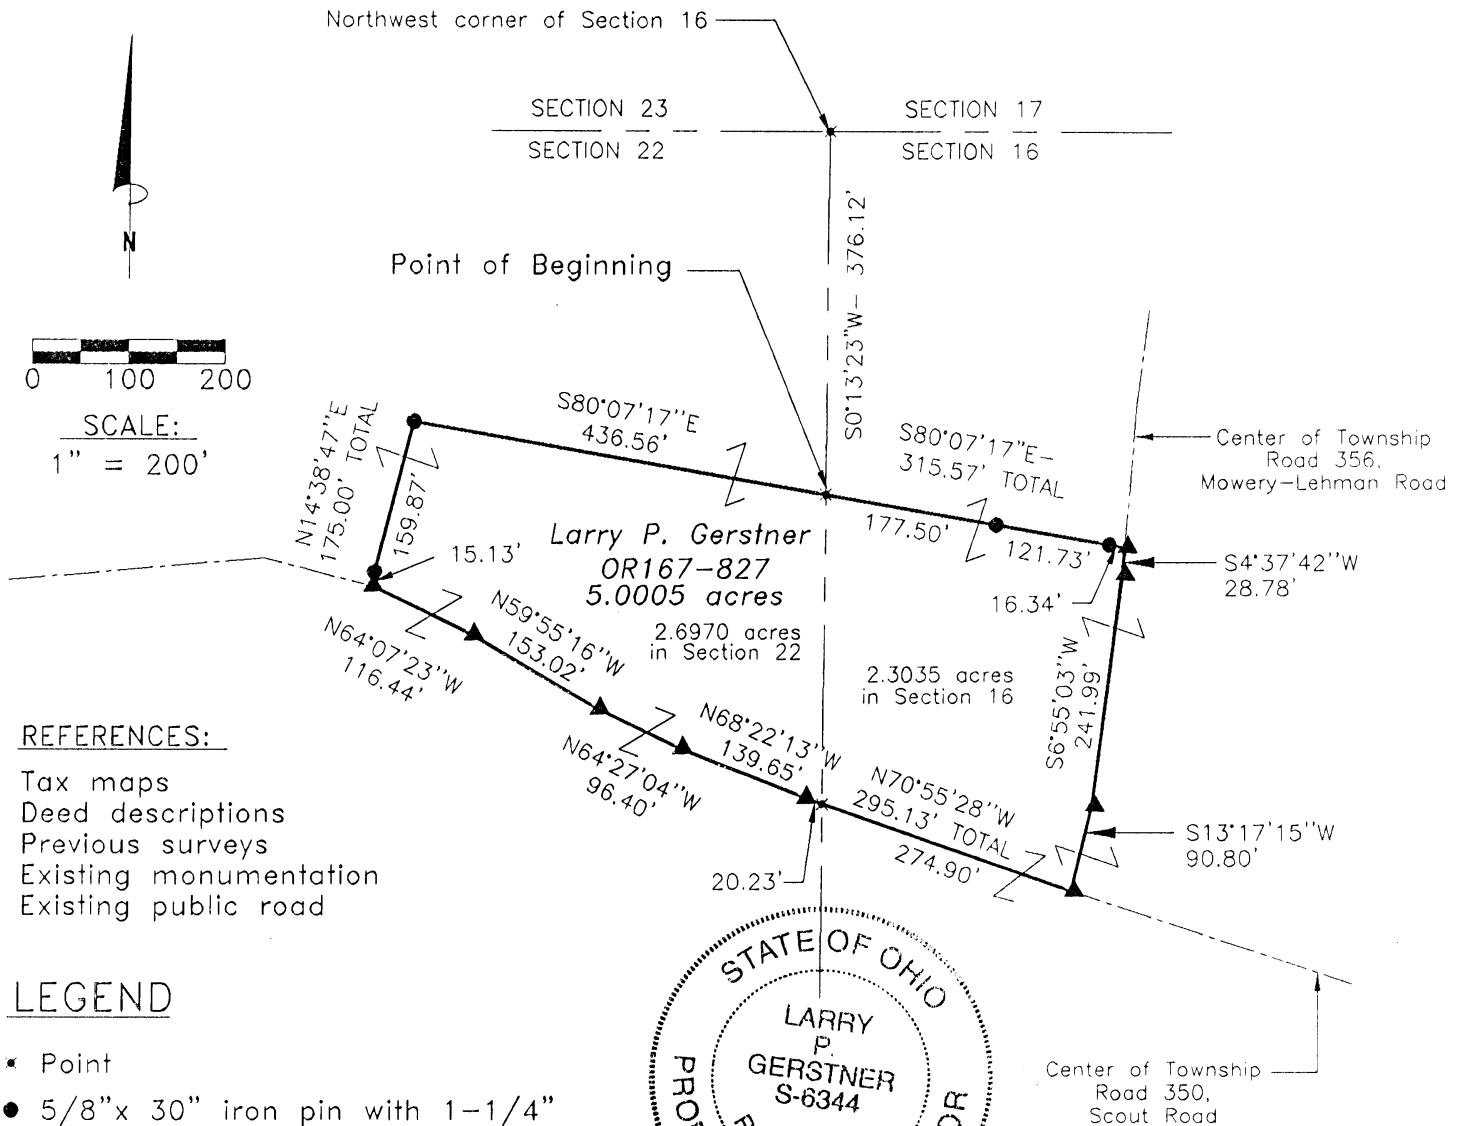 Northwest corner of Section 16
SECTION 23
SECTION 17
SECTION 22
SECTION 16
N
S0°13'23"W- 376.12'
Point of Beginning
0 100 200
SCALE:
1" = 200'
N14°38'47"E
175.00' TOTAL
159.87'
15.13'
S80°07'17"E
436.56'
S80°07'17"E-
315.57' TOTAL
177.50'
121.73'
16.34'
Center of Township
Road 356,
Mowery-Lehman Road
S4°37'42"W
28.78'
Larry P. Gerstner
OR167-827
5.0005 acres
2.6970 acres
in Section 22
2.3035 acres
in Section 16
S6°55'03"W
241.99'
N64°07'23"W
116.44'
N59°55'16"W
153.02'
N64°27'04"W
96.40'
N68°22'13"W
139.65'
N70°55'28"W
295.13' TOTAL
274.90'
20.23'
S13°17'15"W
90.80'
REFERENCES:
Tax maps
Deed descriptions
Previous surveys
Existing monumentation
Existing public road
STATE OF OHIO
LARRY
P.
GERSTNER
S-6344
Center of Township
Road 350,
Scout Road
LEGEND
Point
5/8"x 30" iron pin with 1-1/4"